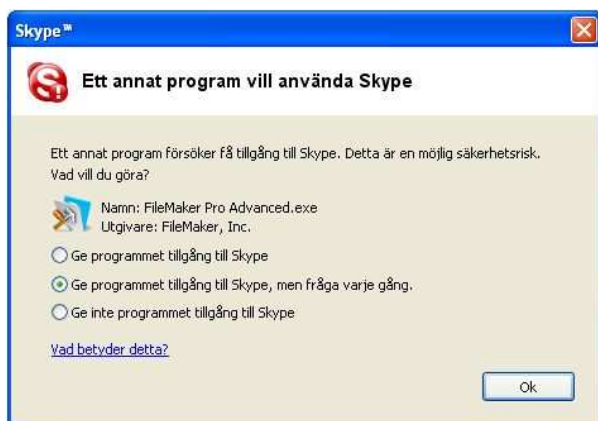 Skype™
Ett annat program vill använda Skype
Ett annat program försöker få tillgång till Skype. Detta är en möjlig säkerhetsrisk.
Vad vill du göra?
Namn: FileMaker Pro Advanced.exe
Utgivare: FileMaker, Inc.
Ge programmet tillgång till Skype
Ge programmet tillgång till Skype, men fråga varje gång.
Ge inte programmet tillgång till Skype
Vad betyder detta?
Ok